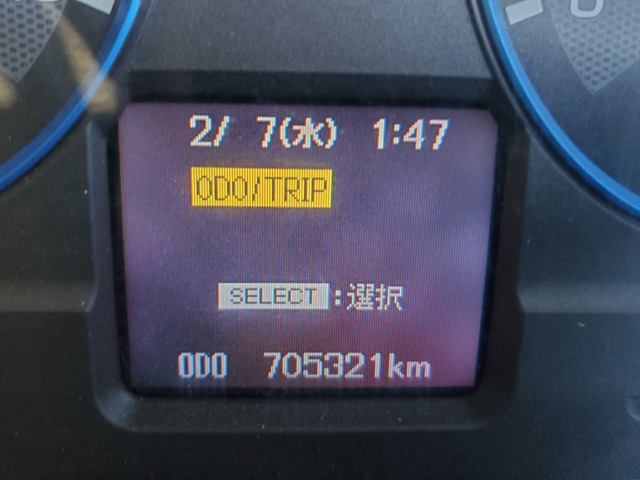 2/ 7(水) 1:47
ODO/TRIP
SELECT:選択
ODO 705321km